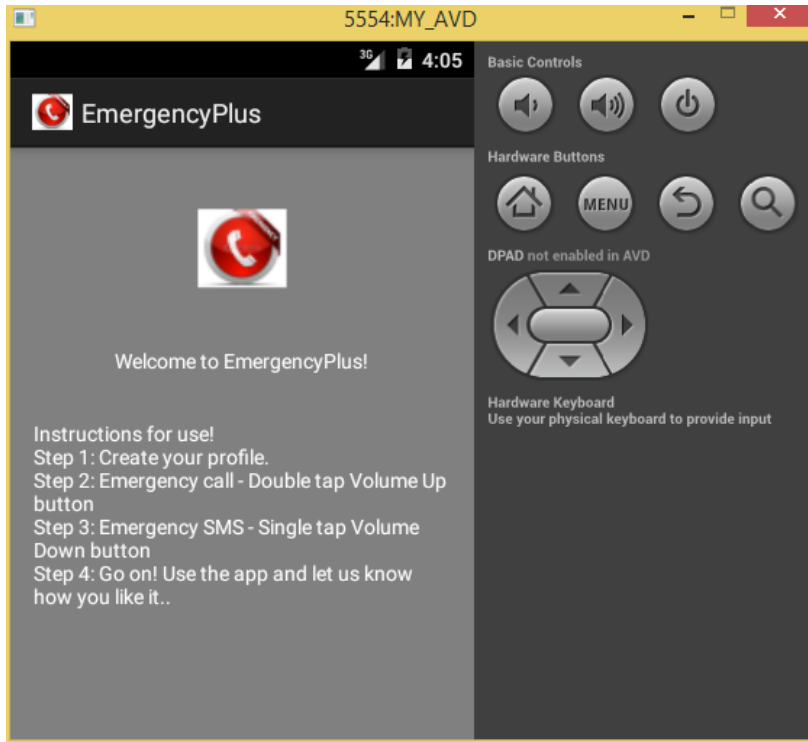 5554:MY_AVD
3G 4:05
EmergencyPlus
Welcome to EmergencyPlus!
Instructions for use!
Step 1: Create your profile.
Step 2: Emergency call - Double tap Volume Up
button
Step 3: Emergency SMS - Single tap Volume
Down button
Step 4: Go on! Use the app and let us know
how you like it..
Basic Controls
Hardware Buttons
MENU
DPAD not enabled in AVD
Hardware Keyboard
Use your physical keyboard to provide input